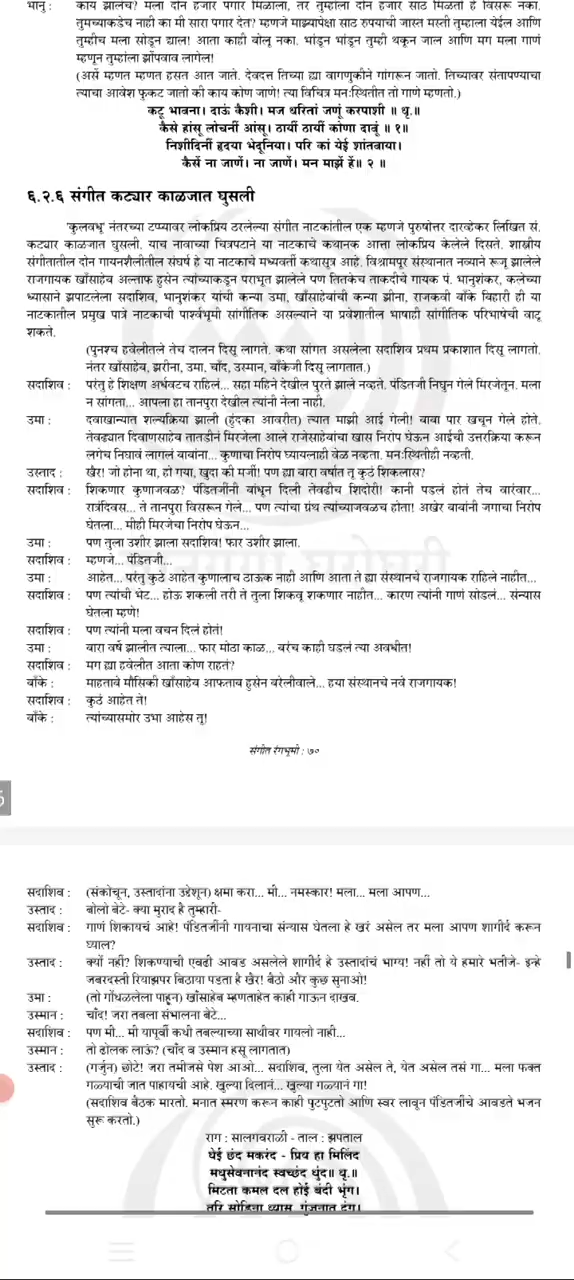 भानु : काय झालंच? मला दोन हजार पगार मिळाला, तर तुम्हाला दोन हजार साठ मिळतो हे विसरू नका.
तुमच्याकडेच नाही का मी सारा पगार देत? म्हणजे माझ्यापेक्षा साठ रुपयाची जास्त मस्ती तुम्हाला येईल आणि
तुम्हीच मला सोडून द्याल! आता काही बोलू नका. भांडुन भांडुन तुम्ही थकून जाल आणि मग मला गाणं
म्हणून तुम्हांला झोंपवाव लागेल!
(असें म्हणत म्हणत हसत आत जाते. देवदत्त तिच्या ह्या वागणुकीने गांगरून जातो. तिच्यावर संतापण्याचा
त्याचा आवेश फुकट जातो की काय कोण जाणे! त्या विचित्र मनःस्थितीत तो गाणे म्हणतो.)
कटू भावना। दाऊं कैशी। मज धरितां जणूं करपाशी ॥ धृ.॥
कैसे हांसू लोचनीं आंसू। ठायीं ठायीं कोणा दावूं ॥ १॥
निशीदिनीं हृदया भेदूनिया। परि कां येई शांतवाया।
कैसें ना जाणें। ना जाणें। मन माझें हें॥ २ ॥
६.२.६ संगीत कट्यार काळजात घुसली
'कुलवधू' नंतरच्या टप्प्यावर लोकप्रिय ठरलेल्या संगीत नाटकांतील एक म्हणजे पुरुषोत्तर दारव्हेकर लिखित सं.
कट्यार काळजात घुसली. याच नावाच्या चित्रपटाने या नाटकाचे कथानक आत्ता लोकप्रिय केलेले दिसते. शास्त्रीय
संगीतातील दोन गायनशैलीतील संघर्ष हे या नाटकाचे मध्यवर्ती कथासूत्र आहे. विश्रामपूर संस्थानात नव्याने रूजू झालेले
राजगायक खाँसाहेब अल्ताफ हुसेन त्यांच्याकडून पराभूत झालेले पण तितकेच ताकदीचे गायक पं. भानुशंकर, कलेच्या
ध्यासाने झपाटलेला सदाशिव, भानुशंकर यांची कन्या उमा, खाँसाहेबांची कन्या झीना, राजकवी बाँके बिहारी ही या
नाटकातील प्रमुख पात्रे नाटकाची पार्श्वभूमी सांगीतिक असल्याने या प्रवेशातील भाषाही सांगीतिक परिभाषेची वाटू
शकते.
(पुनश्च हवेलीतले तेच दालन दिसू लागते. कथा सांगत असलेला सदाशिव प्रथम प्रकाशात दिसू लागतो.
नंतर खाँसाहेब, झरीना, उमा, चाँद, उस्मान, बाँकेजी दिसू लागतात.)
सदाशिव : परंतु हे शिक्षण अर्धवटच राहिलं... सहा महिने देखील पुरते झाले नव्हते. पंडितजी निघुन गेले मिरजेतून. मला
न सांगता... आपला हा तानपुरा देखील त्यांनी नेला नाही.
उमा : दवाखान्यात शल्यक्रिया झाली (हुंदका आवरीत) त्यात माझी आई गेली! बाबा पार खचून गेले होते.
तेवढ्यात दिवाणसाहेब तातडीनं मिरजेला आले राजेसाहेबांचा खास निरोप घेऊन आईची उत्तरक्रिया करून
लगेच निघावं लागलं बाबांना... कुणाचा निरोप घ्यायलाही वेळ नव्हता. मनःस्थितीही नव्हती.
उस्ताद : खैर! जो होना था, हो गया, खुदा की मर्जी! पण ह्या बारा वर्षात तू कुठं शिकलास?
सदाशिव : शिकणार कुणाजवळ? पंडितजींनी बांधून दिली तेवढीच शिदोरी! कानी पडलं होतं तेच वारंवार...
रात्रंदिवस... ते तानपुरा विसरून गेले... पण त्यांचा ग्रंथ त्यांच्याजवळच होता! अखेर बाबांनी जगाचा निरोप
घेतला... मीही मिरजेचा निरोप घेऊन...
उमा : पण तुला उशीर झाला सदाशिव! फार उशीर झाला.
सदाशिव : म्हणजे... पंडितजी...
उमा : आहेत... परंतु कुठे आहेत कुणालाच ठाऊक नाही आणि आता ते ह्या संस्थानचे राजगायक राहिले नाहीत...
सदाशिव : पण त्यांची भेट... होऊ शकली तरी ते तुला शिकवू शकणार नाहीत... कारण त्यांनी गाणं सोडलं... संन्यास
घेतला म्हणे!
सदाशिव : पण त्यांनी मला वचन दिलं होतं!
उमा : बारा वर्षं झालीत त्याला... फार मोठा काळ... बरंच काही घडलं त्या अवधीत!
सदाशिव : मग ह्या हवेलीत आता कोण राहतं?
बाँके : माहताबे मौसिकी खाँसाहेब आफताब हुसेन बरेलीवाले... हया संस्थानचे नवे राजगायक!
सदाशिव : कुठं आहेत ते!
बाँके : त्यांच्यासमोर उभा आहेस तू!
संगीत रंगभूमी : ७०
सदाशिव : (संकोचून, उस्तादांना उद्देशून) क्षमा करा... मी... नमस्कार! मला... मला आपण...
उस्ताद : बोलो बेटे- क्या मुराद है तुम्हारी-
सदाशिव : गाणं शिकायचं आहे! पंडितजींनी गायनाचा संन्यास घेतला हे खरं असेल तर मला आपण शागीर्द करून
घ्याल?
उस्ताद : क्यों नही? शिकण्याची एवढी आवड असलेले शागीर्द हे उस्तादांचं भाग्य! नहीं तो ये हमारे भतीजे- इन्हे
जबरदस्ती रियाझपर बिठाया पडता है खैर! बैठो और कुछ सुनाओ!
उमा : (तो गोंधळलेला पाहून) खाँसाहेब म्हणताहेत काही गाऊन दाखव.
उस्मान : चाँद! जरा तबला संभालना बेटे...
सदाशिव : पण मी... मी यापूर्वी कधी तबल्याच्या साथीवर गायलो नाही...
उस्मान : तो ढोलक लाऊं? (चाँद व उस्मान हसू लागतात)
उस्ताद : (गर्जून) छोटे! जरा तमीजसे पेश आओ... सदाशिव, तुला येत असेल ते, येत असेल तसं गा... मला फक्त
गळ्याची जात पाहायची आहे. खुल्या दिलानं... खुल्या गळ्यानं गा!
(सदाशिव बैठक मारतो. मनात स्मरण करून काही पुटपुटतो आणि स्वर लावून पंडितजींचे आवडते भजन
सुरू करतो.)
राग : सालगवराळी - ताल : झपताल
घेई छंद मकरंद - प्रिय हा मिलिंद
मधुसेवनानंद स्वच्छंद धुंद॥ धृ.॥
मिटता कमल दल होई बंदी भृंग।
तरि सोडिना ध्यास, गुंजनात दंग।